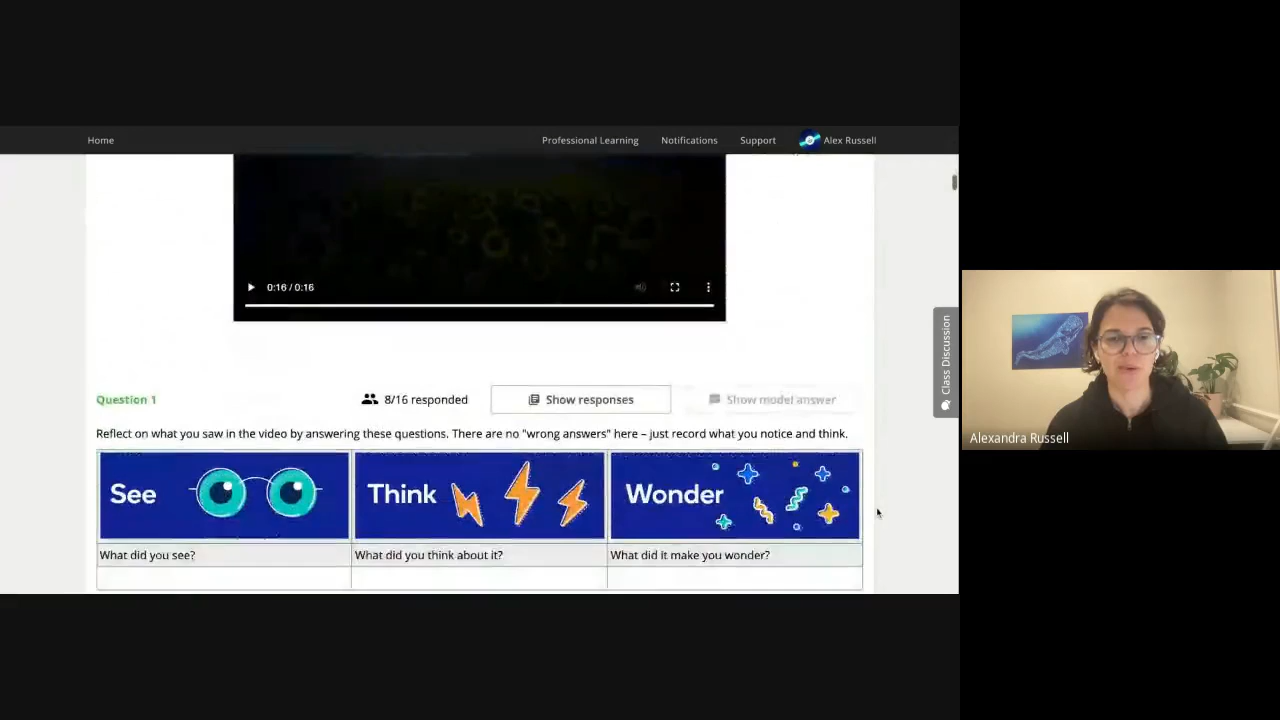 Home
Professional Learning
Notifications
Support
Alex Russell
0:16 / 0:16
Class Discussion
Question 1
8/16 responded
Show responses
Show model answer
Reflect on what you saw in the video by answering these questions. There are no "wrong answers" here – just record what you notice and think.
See
Think
Wonder
What did you see?
What did you think about it?
What did it make you wonder?
Alexandra Russell